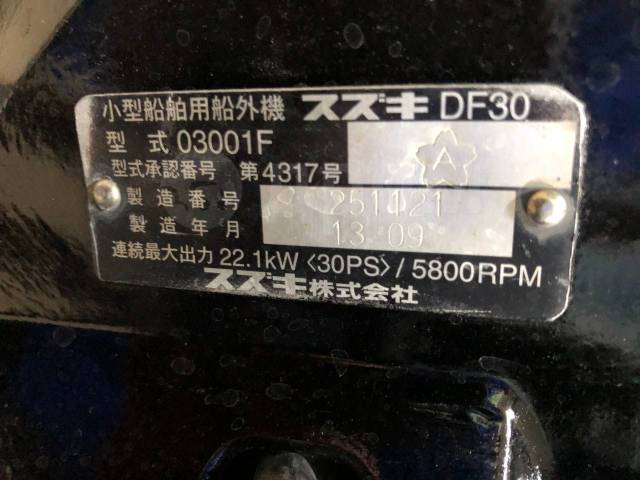 小型船舶用船外機 スズキ DF30
型式 03001F
型式承認番号 第4317号
A
製造番号 251121
製造年月 13 09
連続最大出力 22.1kW〈30PS〉/ 5800RPM
スズキ株式会社